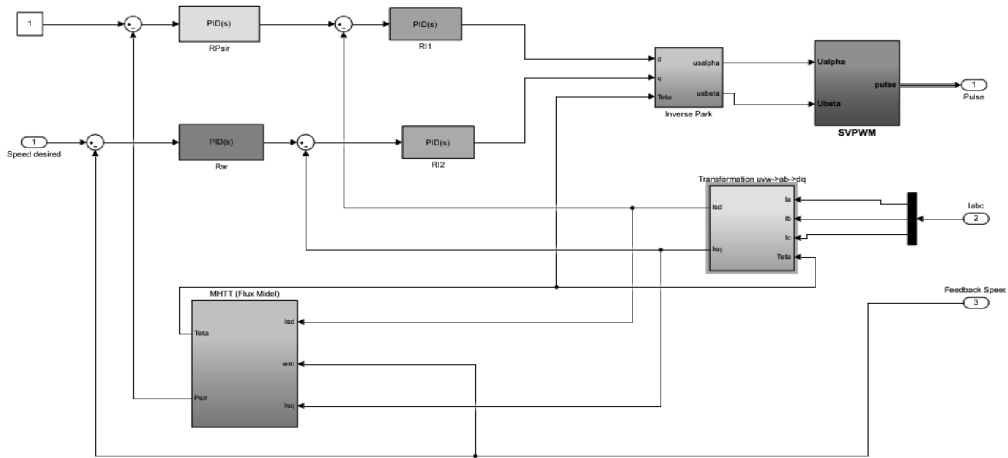 1
PID(s)
RPsir
PID(s)
RI1
d
q
Teta
usalpha
usbeta
Inverse Park
Ualpha
Ubeta
pulse
SVPWM
1
Pulse
1
Speed desired
PID(s)
Rw
PID(s)
RI2
Transformation uvw->ab->dq
Isd
Isq
Ia
Ib
Ic
Teta
Iabc
2
MHTT (Flux Midel)
Teta
Psir
Isd
wm
Isq
Feedback Speed
3